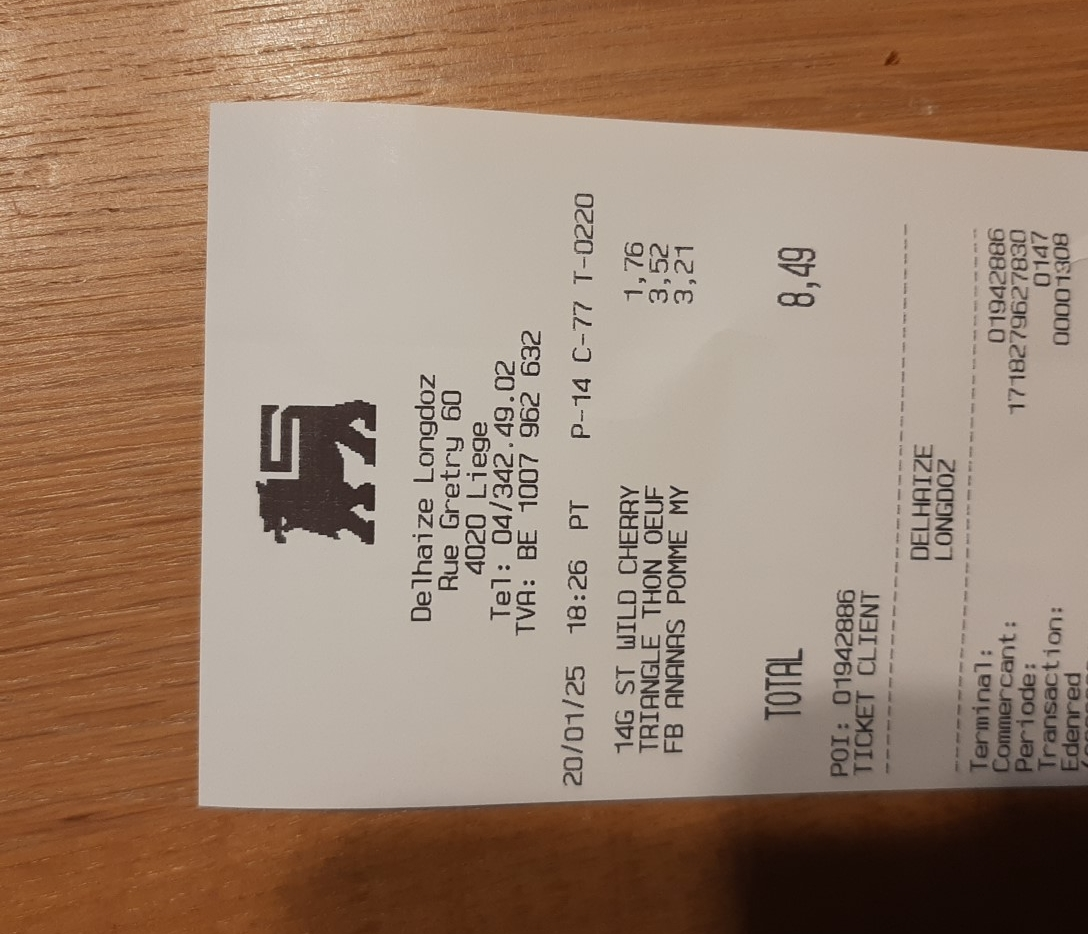 Delhaize Longdoz
Rue Gretry 60
4020 Liege
Tel: 04/342.49.02
TVA: BE 1007 962 632
20/01/25 18:26 PT P-14 C-77 T-0220
14G ST WILD CHERRY 1,76
TRIANGLE THON OEUF 3,52
FB ANANAS POMME MY 3,21
TOTAL 8,49
POI: 01942886
TICKET CLIENT
DELHAIZE
LONGDOZ
Terminal: 01942886
Commercant: 1718279627830
Periode: 0147
Transaction: 00001308
Edenred